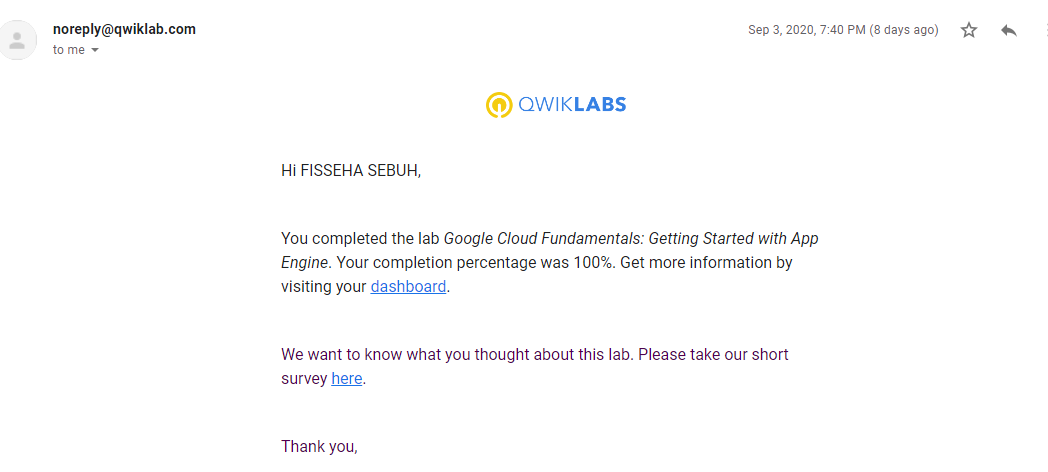 noreply@qwiklab.com
Sep 3, 2020, 7:40 PM (8 days ago)
to me
QWIKLABS
Hi FISSEHA SEBUH,
You completed the lab Google Cloud Fundamentals: Getting Started with App
Engine. Your completion percentage was 100%. Get more information by
visiting your dashboard.
We want to know what you thought about this lab. Please take our short
survey here.
Thank you,